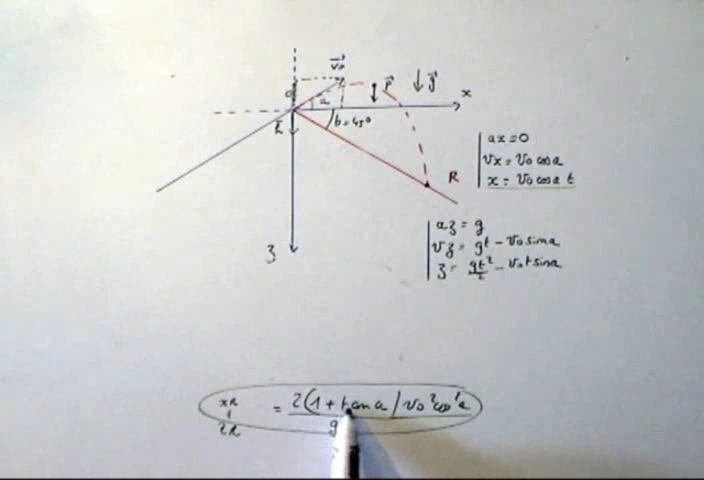 v₀
a
P
g
x
b = 45°
k
R
ax = 0
vx = v₀ cos a
x = v₀ cos a t
az = g
vz = gt - v₀ sin a
z = gt²/2 - v₀ t sin a
z
xR
zR
= 2(1 + tan a) v₀² cos² a
g